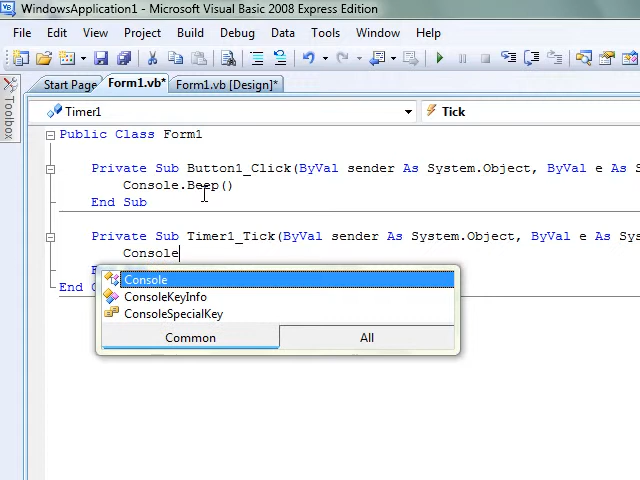 WindowsApplication1 - Microsoft Visual Basic 2008 Express Edition
File Edit View Project Build Debug Data Tools Window Help
Toolbox
Start Page Form1.vb* Form1.vb [Design]*
Timer1 Tick
Public Class Form1
Private Sub Button1_Click(ByVal sender As System.Object, ByVal e As S
Console.Beep()
End Sub
Private Sub Timer1_Tick(ByVal sender As System.Object, ByVal e As Sys
Console
End
Console
ConsoleKeyInfo
ConsoleSpecialKey
Common All